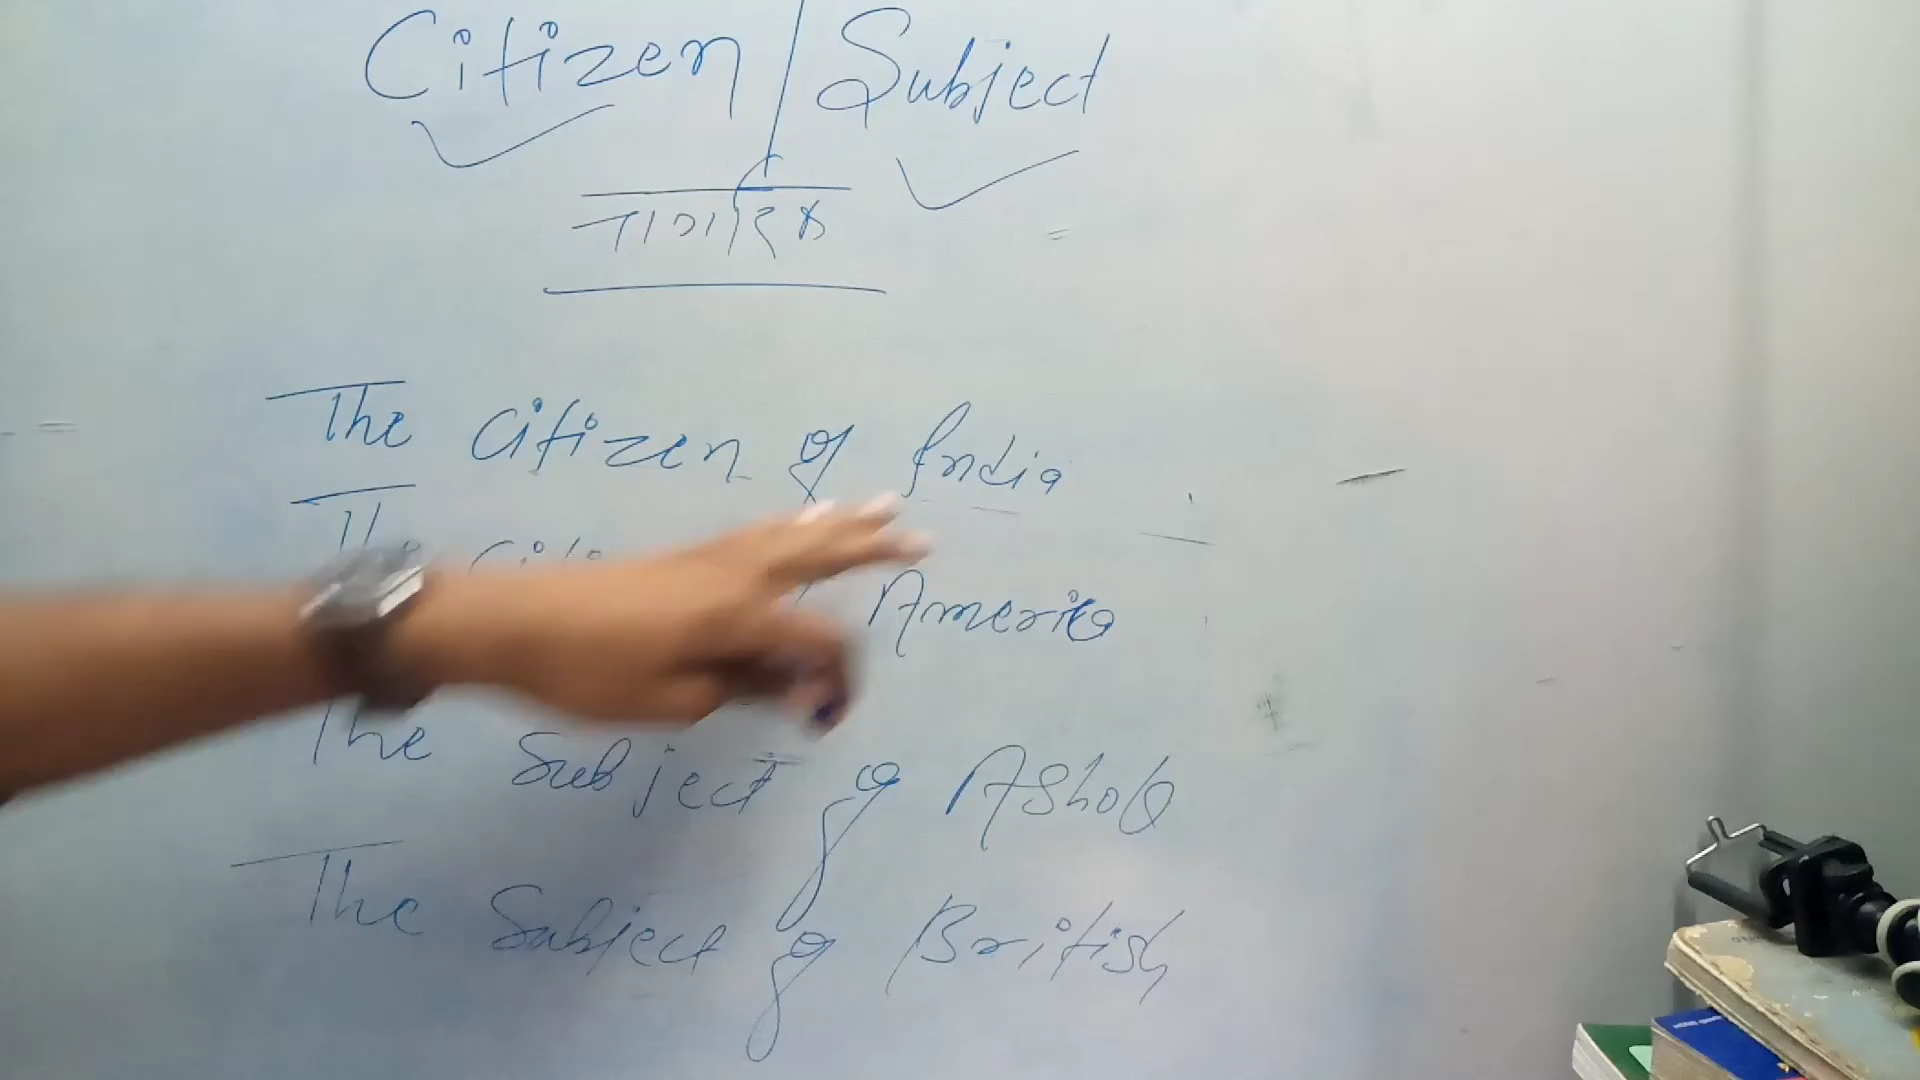 Citizen / Subject
नागरिक
The Citizen of India
America
The Subject of Ashok
The Subject of British